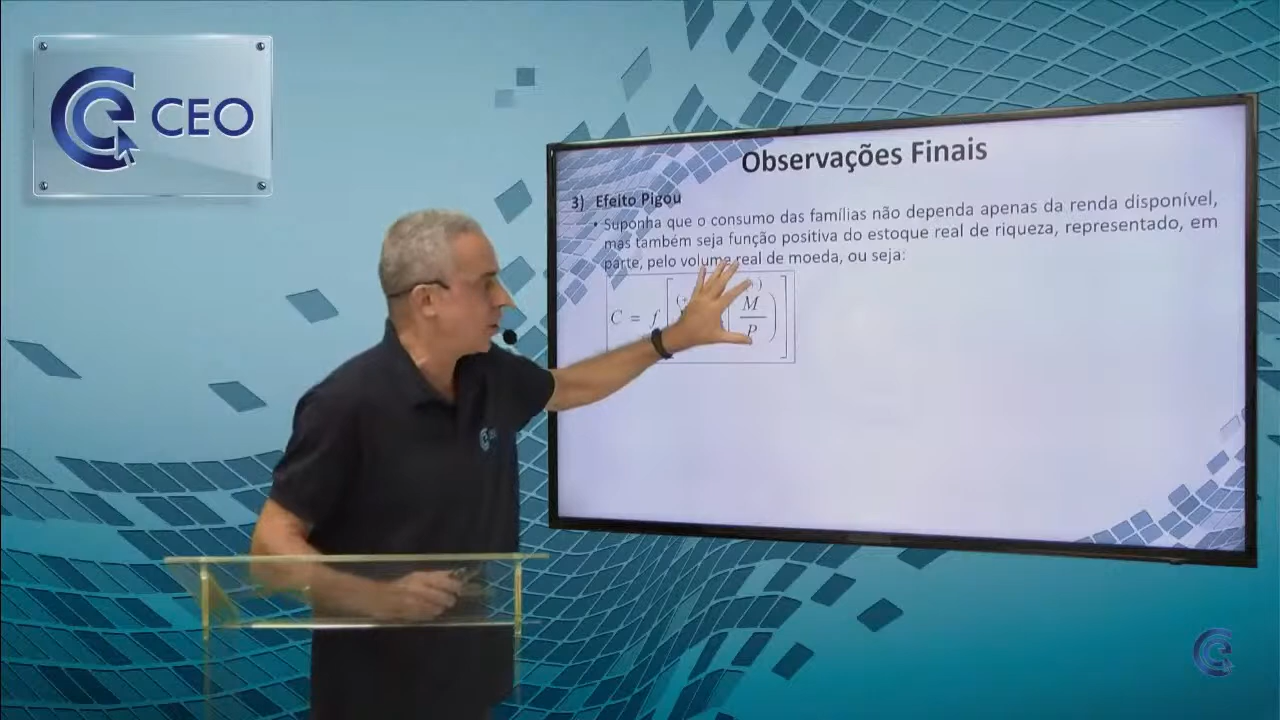 CEO
Observações Finais
3) Efeito Pigou
• Suponha que o consumo das famílias não dependa apenas da renda disponível,
mas também seja função positiva do estoque real de riqueza, representado, em
parte, pelo volume real de moeda, ou seja:
C = f [ ( M / P ) ]